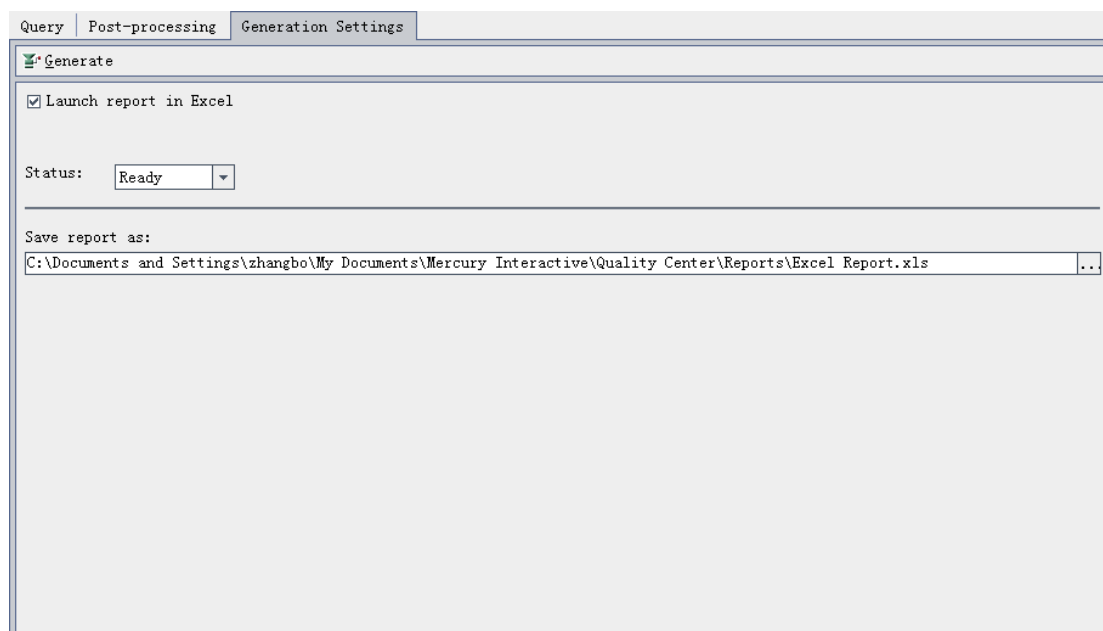 Query Post-processing Generation Settings
Generate
Launch report in Excel
Status: Ready
Save report as:
C:\Documents and Settings\zhangbo\My Documents\Mercury Interactive\Quality Center\Reports\Excel Report.xls ...